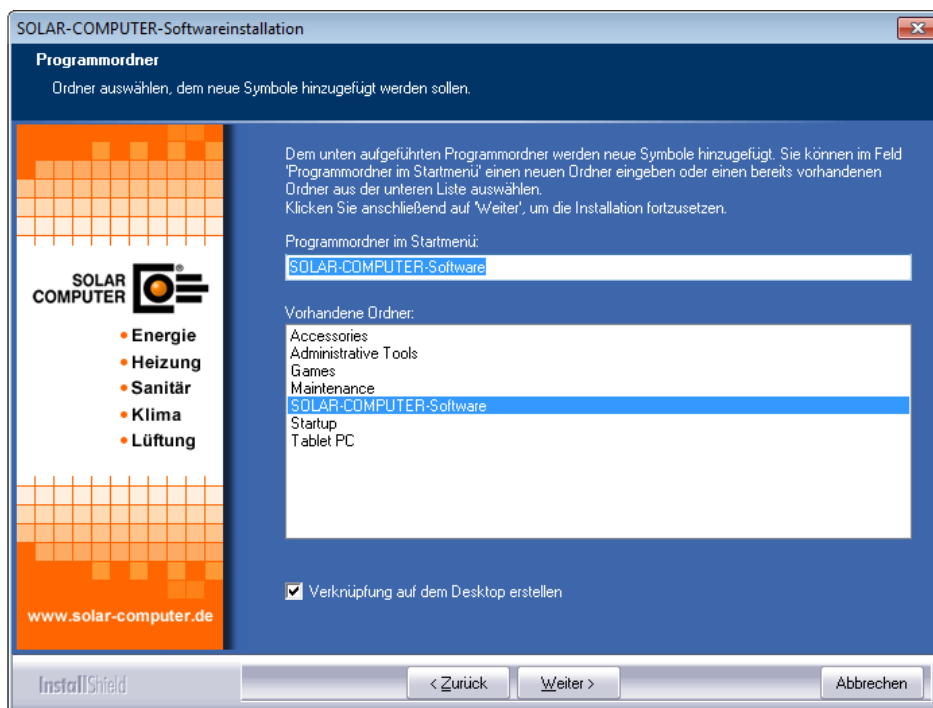 SOLAR-COMPUTER-Softwareinstallation
Programmordner
Ordner auswählen, dem neue Symbole hinzugefügt werden sollen.
Dem unten aufgeführten Programmordner werden neue Symbole hinzugefügt. Sie können im Feld
'Programmordner im Startmenü' einen neuen Ordner eingeben oder einen bereits vorhandenen
Ordner aus der unteren Liste auswählen.
Klicken Sie anschließend auf 'Weiter', um die Installation fortzusetzen.
Programmordner im Startmenü:
SOLAR-COMPUTER-Software
Vorhandene Ordner:
Accessories
Administrative Tools
Games
Maintenance
SOLAR-COMPUTER-Software
Startup
Tablet PC
Verknüpfung auf dem Desktop erstellen
SOLAR
COMPUTER
®
• Energie
• Heizung
• Sanitär
• Klima
• Lüftung
www.solar-computer.de
InstallShield
< Zurück
Weiter >
Abbrechen